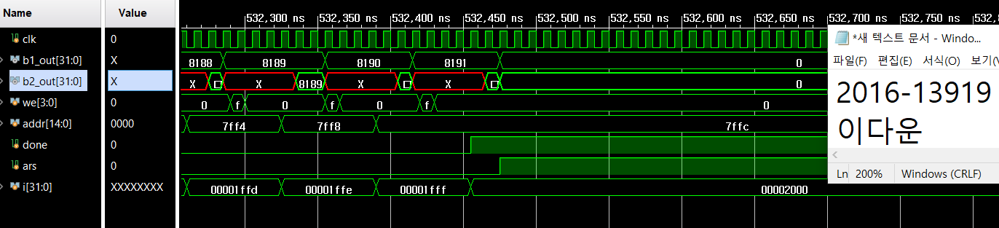 Name Value 532,300 ns 532,350 ns 532,400 ns 532,450 ns 532,500 ns 532,550 ns 532,600 ns 532,650 ns 532,700 ns 532,750 ns
clk 0
b1_out[31:0] X 8188 8189 8190 8191 0
b2_out[31:0] X X X 8189 X X 0
we[3:0] 0 0 f 0 f 0 f 0
addr[14:0] 0000 7ff4 7ff8 7ffc
done 0
ars 0
i[31:0] XXXXXXXX 00001ffd 00001ffe 00001fff 00002000
*새 텍스트 문서 - Windo...
파일(F) 편집(E) 서식(O) 보기(V
2016-13919
이다운
Ln 200% Windows (CRLF)